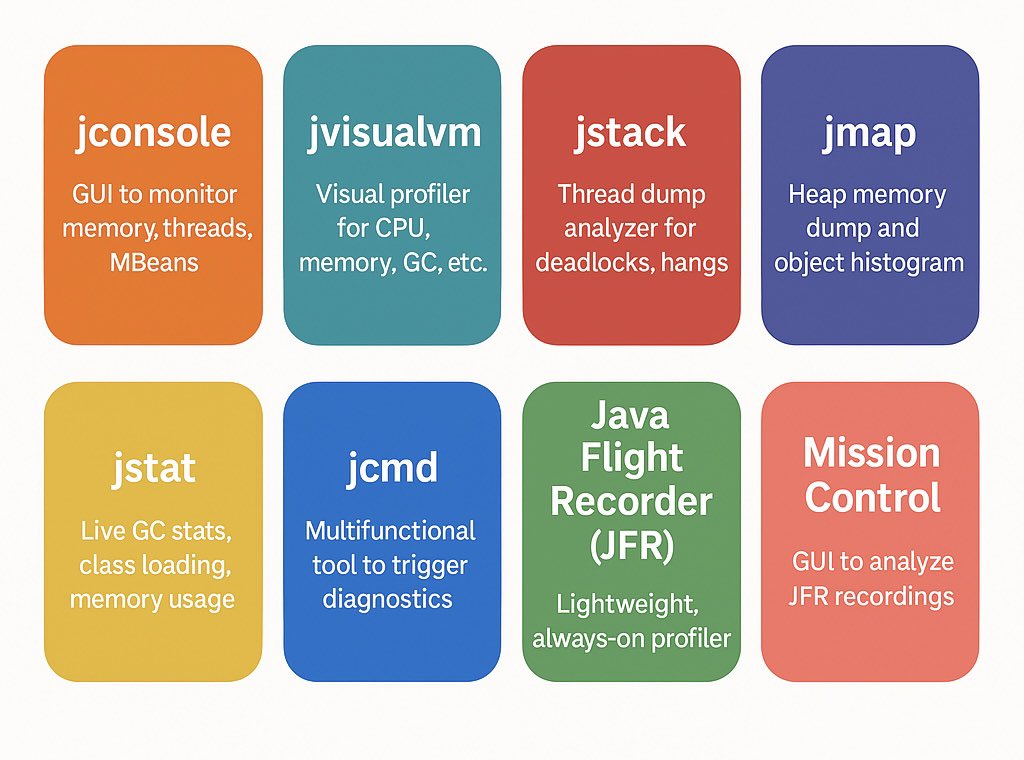 jconsole
GUI to monitor
memory, threads,
MBeans
jvisualvm
Visual profiler
for CPU,
memory, GC, etc.
jstack
Thread dump
analyzer for
deadlocks, hangs
jmap
Heap memory
dump and
object histogram
jstat
Live GC stats,
class loading,
memory usage
jcmd
Multifunctional
tool to trigger
diagnostics
Java
Flight
Recorder
(JFR)
Lightweight,
always-on profiler
Mission
Control
GUI to analyze
JFR recordings